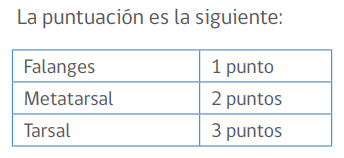 La puntuación es la siguiente:
Falanges 1 punto
Metatarsal 2 puntos
Tarsal 3 puntos